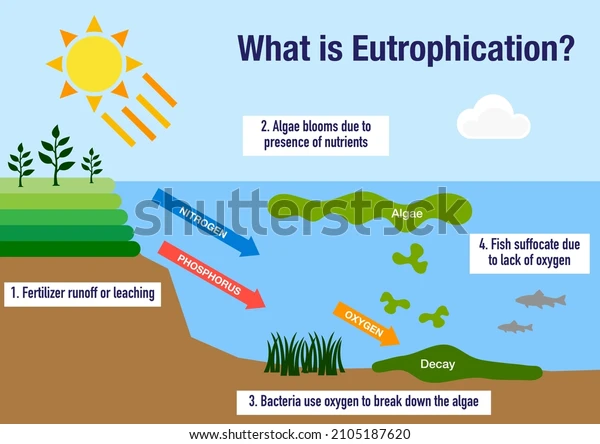 What is Eutrophication?
2. Algae blooms due to
presence of nutrients
Algae
NITROGEN
PHOSPHORUS
4. Fish suffocate due
to lack of oxygen
1. Fertilizer runoff or leaching
OXYGEN
Decay
3. Bacteria use oxygen to break down the algae
shutterstock
shutterstock.com · 2105187620